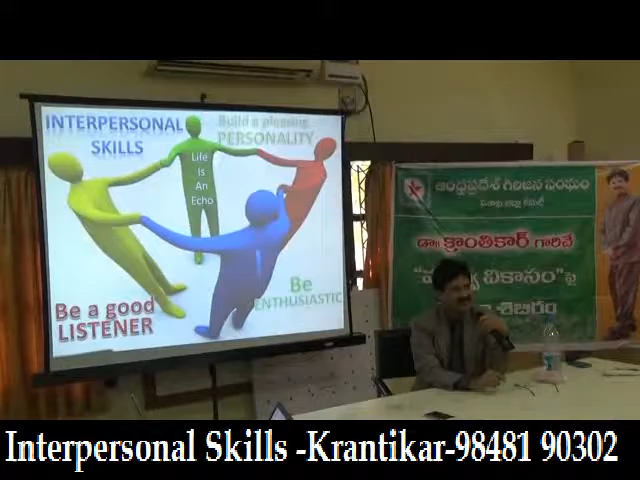 INTERPERSONAL
SKILLS
Build a pleasing
PERSONALITY
Life
Is
An
Echo
Be a good
LISTENER
Be
ENTHUSIASTIC
ఆంధ్రప్రదేశ్ గిరిజన సంఘం
డా॥ క్రాంతికార్ గారిచే
వికాసం"పై
శిబిరం
Interpersonal Skills -Krantikar-98481 90302